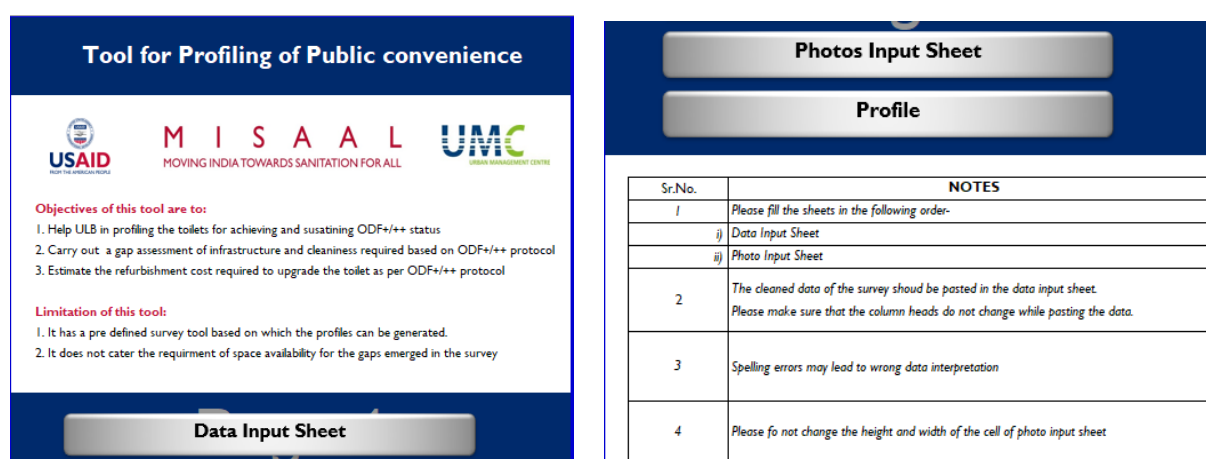 Tool for Profiling of Public convenience
USAID
FROM THE AMERICAN PEOPLE
M I S A A L
MOVING INDIA TOWARDS SANITATION FOR ALL
UMC
URBAN MANAGEMENT CENTRE
Objectives of this tool are to:
1. Help ULB in profiling the toilets for achieving and susatining ODF+/++ status
2. Carry out a gap assessment of infrastructure and cleaniness required based on ODF+/++ protocol
3. Estimate the refurbishment cost required to upgrade the toilet as per ODF+/++ protocol
Limitation of this tool:
1. It has a pre defined survey tool based on which the profiles can be generated.
2. It does not cater the requirment of space availability for the gaps emerged in the survey
Data Input Sheet
Photos Input Sheet
Profile
Sr.No. NOTES
1 Please fill the sheets in the following order-
i) Data Input Sheet
ii) Photo Input Sheet
2 The cleaned data of the survey shoud be pasted in the data input sheet.
Please make sure that the column heads do not change while pasting the data.
3 Spelling errors may lead to wrong data interpretation
4 Please fo not change the height and width of the cell of photo input sheet